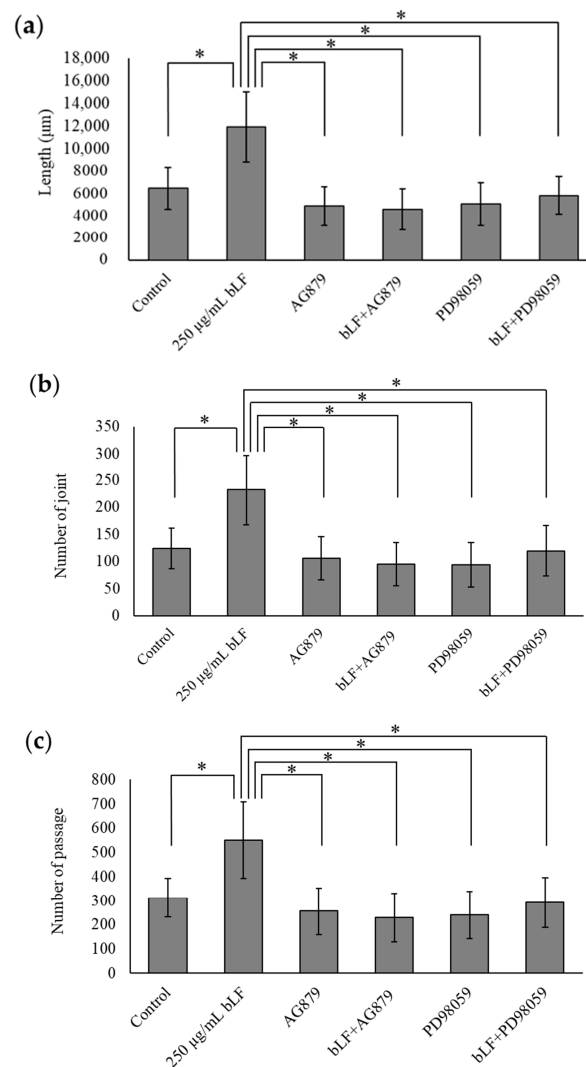 (a)
*
*
*
*
*
18,000
16,000
14,000
12,000
10,000
8000
6000
4000
2000
0
Length (µm)
Control
250 µg/mL bLF
AG879
bLF+AG879
PD98059
bLF+PD98059
(b)
*
*
*
*
*
350
300
250
200
150
100
50
0
Number of joint
Control
250 µg/mL bLF
AG879
bLF+AG879
PD98059
bLF+PD98059
(c)
*
*
*
*
*
800
700
600
500
400
300
200
100
0
Number of passage
Control
250 µg/mL bLF
AG879
bLF+AG879
PD98059
bLF+PD98059